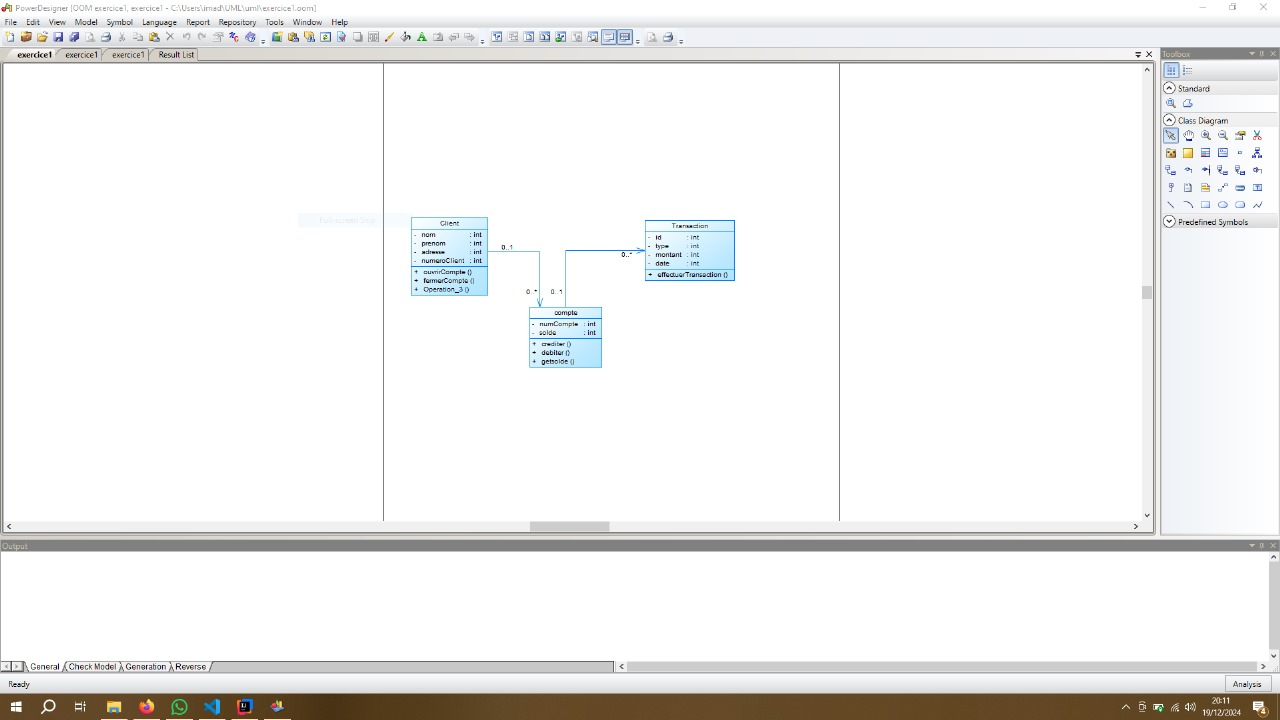 PowerDesigner [OOM exercice1, exercice1 - C:\Users\imad\UML\uml\exercice1.oom]
File Edit View Model Symbol Language Report Repository Tools Window Help
exercice1 exercice1 exercice1 Result List
Toolbox
Standard
Class Diagram
Predefined Symbols
Client
- nom : int
- prenom : int
- adresse : int
- numeroClient : int
+ ouvrirCompte ()
+ fermerCompte ()
+ Operation_3 ()
0..1
0..*
Transaction
- id : int
- type : int
- montant : int
- date : int
+ effectuerTransaction ()
0..*
0..1
compte
- numCompte : int
- solde : int
+ crediter ()
+ debiter ()
+ getsolde ()
Output
General Check Model Generation Reverse
Ready
Analysis
20:11
19/12/2024
4